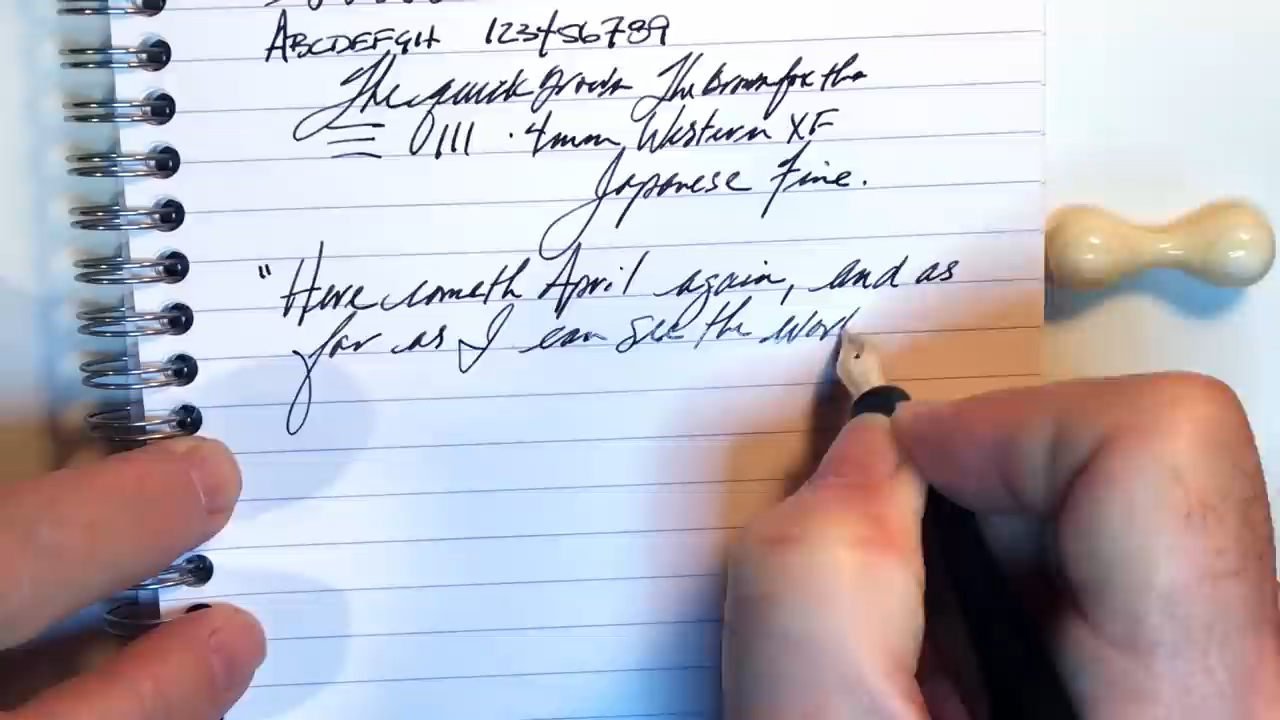 ABCDEFGH 123456789
The quick brown The brown fox the
0111 .4mm Western XF
Japanese Fine.
"Here cometh April again, and as
far as I can see the worl